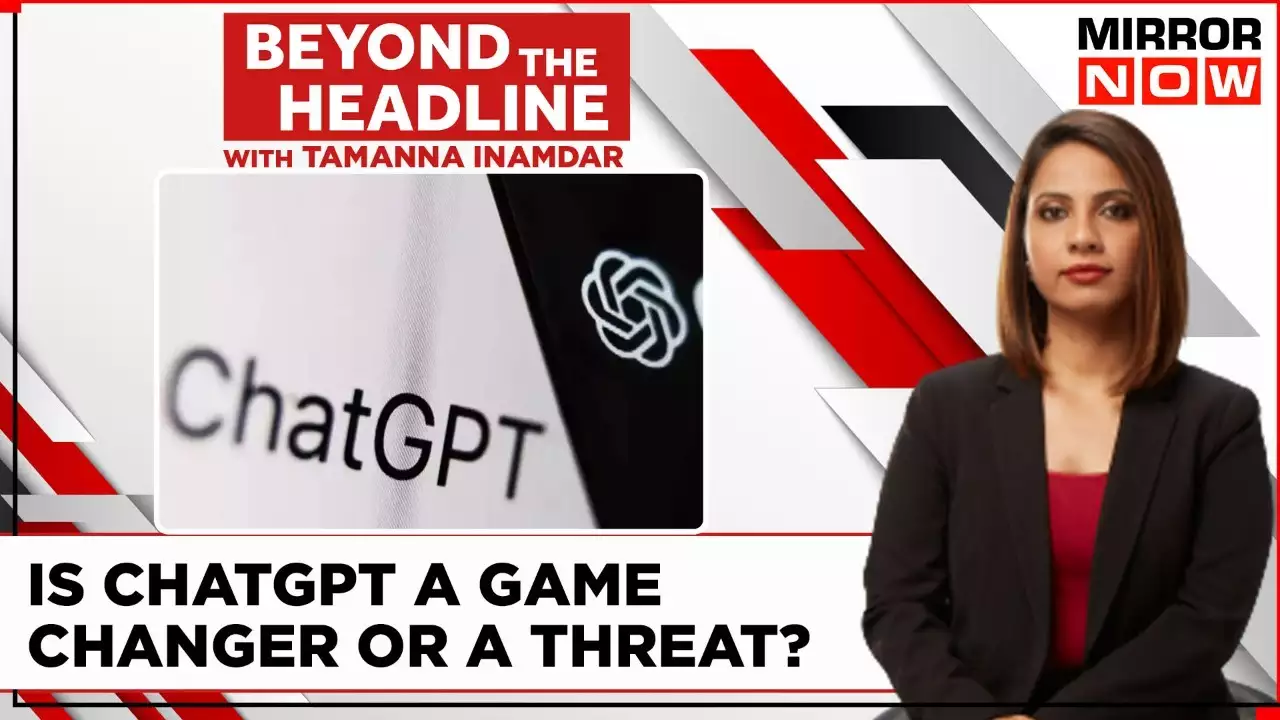 BEYOND THE
HEADLINE
WITH TAMANNA INAMDAR
MIRROR
NOW
ChatGPT
IS CHATGPT A GAME
CHANGER OR A THREAT?